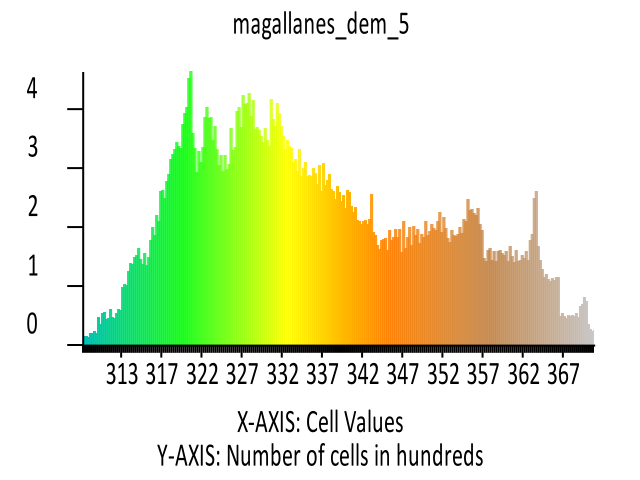 magallanes_dem_5
4
3
2
1
0
313 317 322 327 332 337 342 347 352 357 362 367
X-AXIS: Cell Values
Y-AXIS: Number of cells in hundreds